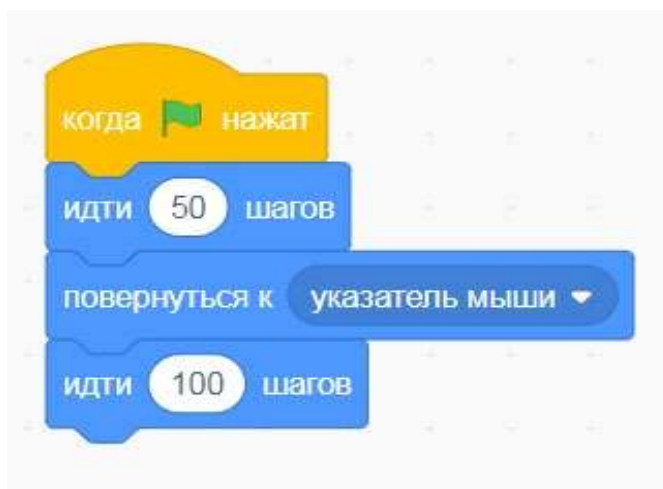 когда нажат
идти 50 шагов
повернуться к указатель мыши
идти 100 шагов